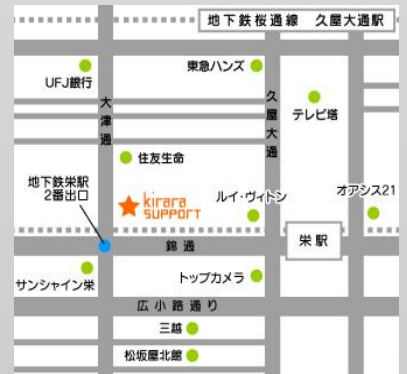 地下鉄桜通線 久屋大通駅
東急ハンズ
UFJ銀行
大津通
久屋大通
テレビ塔
住友生命
地下鉄栄駅
2番出口
kirara
SUPPORT
ルイ・ヴィトン
オアシス21
錦通
栄駅
サンシャイン栄
トップカメラ
広小路通り
三越
松坂屋北館